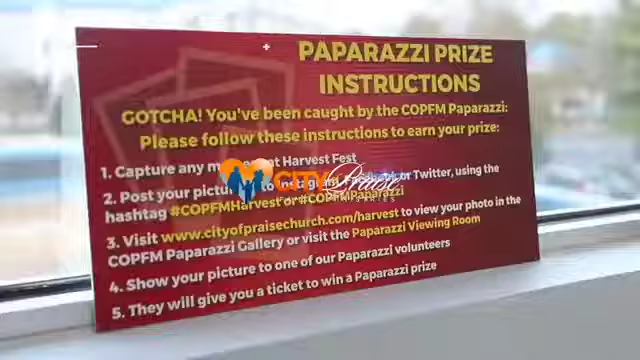 PAPARAZZI PRIZE
INSTRUCTIONS
GOTCHA! You've been caught by the COPFM Paparazzi:
Please follow these instructions to earn your prize:
1. Capture any at Harvest Fest
2. Post your to Instagram, or Twitter, using the
hashtag #COPFMHarvest or #COPFMPaparazzi
3. Visit www.cityofpraisechurch.com/harvest to view your photo in the
COPFM Paparazzi Gallery or visit the Paparazzi Viewing Room
4. Show your picture to one of our Paparazzi volunteers
5. They will give you a ticket to win a Paparazzi prize
CITY Praise